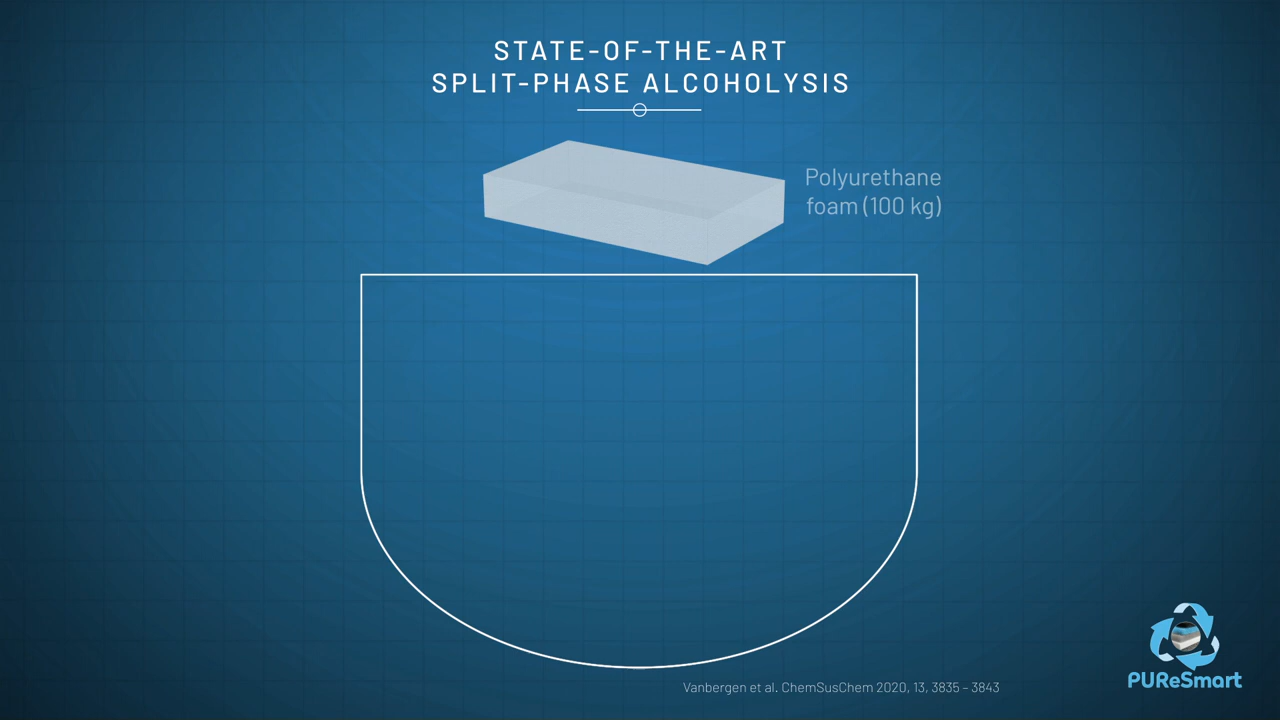 STATE-OF-THE-ART
SPLIT-PHASE ALCOHOLYSIS
Polyurethane
foam (100 kg)
Vanbergen et al. ChemSusChem 2020, 13, 3835 – 3843
PUReSmart